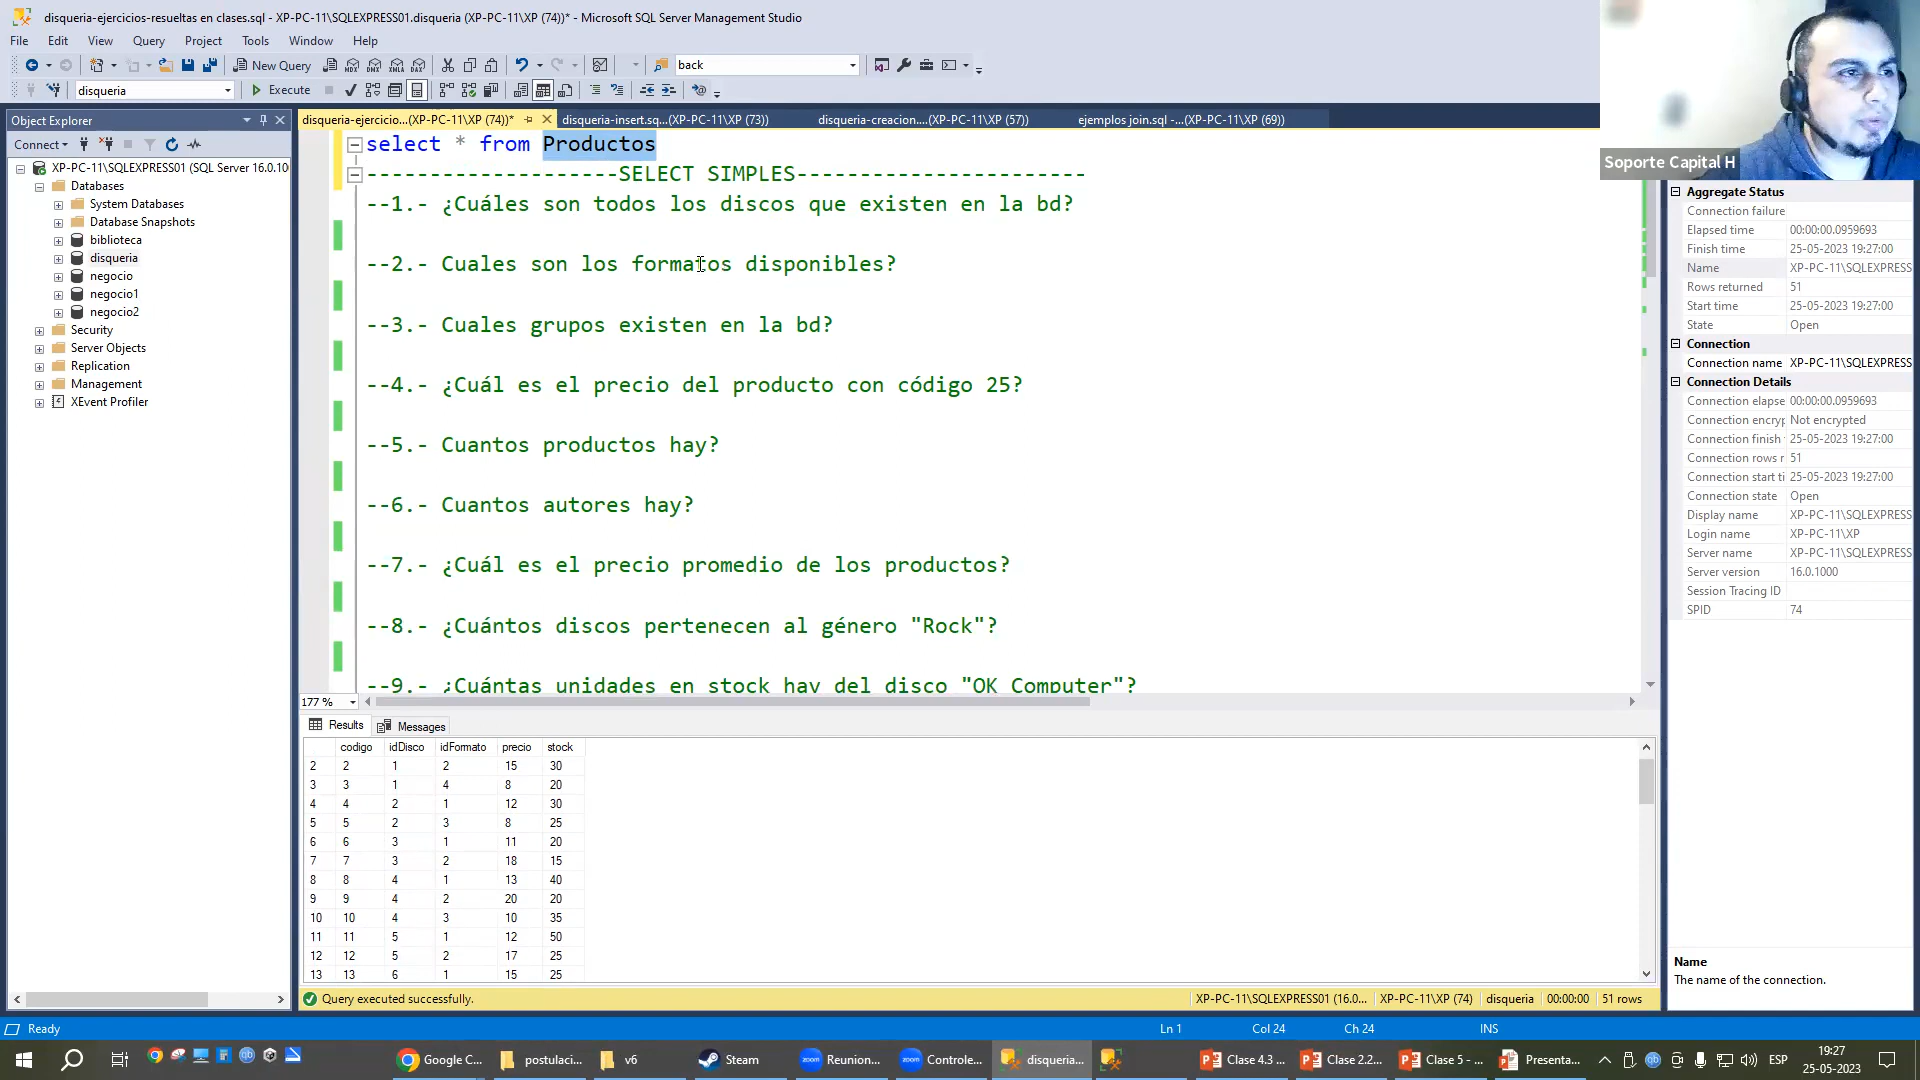 disqueria-ejercicios-resueltas en clases.sql - XP-PC-11\SQLEXPRESS01.disqueria (XP-PC-11\XP (74))* - Microsoft SQL Server Management Studio
File Edit View Query Project Tools Window Help
New Query
back
disqueria
Execute
Object Explorer
Connect
XP-PC-11\SQLEXPRESS01 (SQL Server 16.0.10
Databases
System Databases
Database Snapshots
biblioteca
disqueria
negocio
negocio1
negocio2
Security
Server Objects
Replication
Management
XEvent Profiler
disqueria-ejercicio...(XP-PC-11\XP (74))*
disqueria-insert.sq...(XP-PC-11\XP (73))
disqueria-creacion....(XP-PC-11\XP (57))
ejemplos join.sql -...(XP-PC-11\XP (69))
select * from Productos
--------------------SELECT SIMPLES-----------------------
--1.- ¿Cuáles son todos los discos que existen en la bd?
--2.- Cuales son los formatos disponibles?
--3.- Cuales grupos existen en la bd?
--4.- ¿Cuál es el precio del producto con código 25?
--5.- Cuantos productos hay?
--6.- Cuantos autores hay?
--7.- ¿Cuál es el precio promedio de los productos?
--8.- ¿Cuántos discos pertenecen al género "Rock"?
--9.- ¿Cuántas unidades en stock hay del disco "OK Computer"?
177 %
Results Messages
codigo idDisco idFormato precio stock
2 2 1 2 15 30
3 3 1 4 8 20
4 4 2 1 12 30
5 5 2 3 8 25
6 6 3 1 11 20
7 7 3 2 18 15
8 8 4 1 13 40
9 9 4 2 20 20
10 10 4 3 10 35
11 11 5 1 12 50
12 12 5 2 17 25
13 13 6 1 15 25
Query executed successfully.
XP-PC-11\SQLEXPRESS01 (16.0... XP-PC-11\XP (74) disqueria 00:00:00 51 rows
Soporte Capital H
Aggregate Status
Connection failure
Elapsed time 00:00:00.0959693
Finish time 25-05-2023 19:27:00
Name XP-PC-11\SQLEXPRESS
Rows returned 51
Start time 25-05-2023 19:27:00
State Open
Connection
Connection name XP-PC-11\SQLEXPRESS
Connection Details
Connection elapse 00:00:00.0959693
Connection encryp Not encrypted
Connection finish 25-05-2023 19:27:00
Connection rows r 51
Connection start ti 25-05-2023 19:27:00
Connection state Open
Display name XP-PC-11\SQLEXPRESS
Login name XP-PC-11\XP
Server name XP-PC-11\SQLEXPRESS
Server version 16.0.1000
Session Tracing ID
SPID 74
Name
The name of the connection.
Ready
Ln 1 Col 24 Ch 24 INS
Google C...
postulaci...
v6
Steam
Reunion...
Controle...
disqueria...
Clase 4.3 ...
Clase 2.2...
Clase 5 - ...
Presenta...
ESP
19:27
25-05-2023